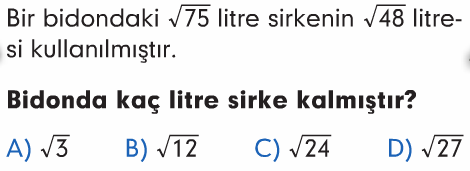 Bir bidondaki √75 litre sirkenin √48 litre-
si kullanılmıştır.
Bidonda kaç litre sirke kalmıştır?
A) √3 B) √12 C) √24 D) √27